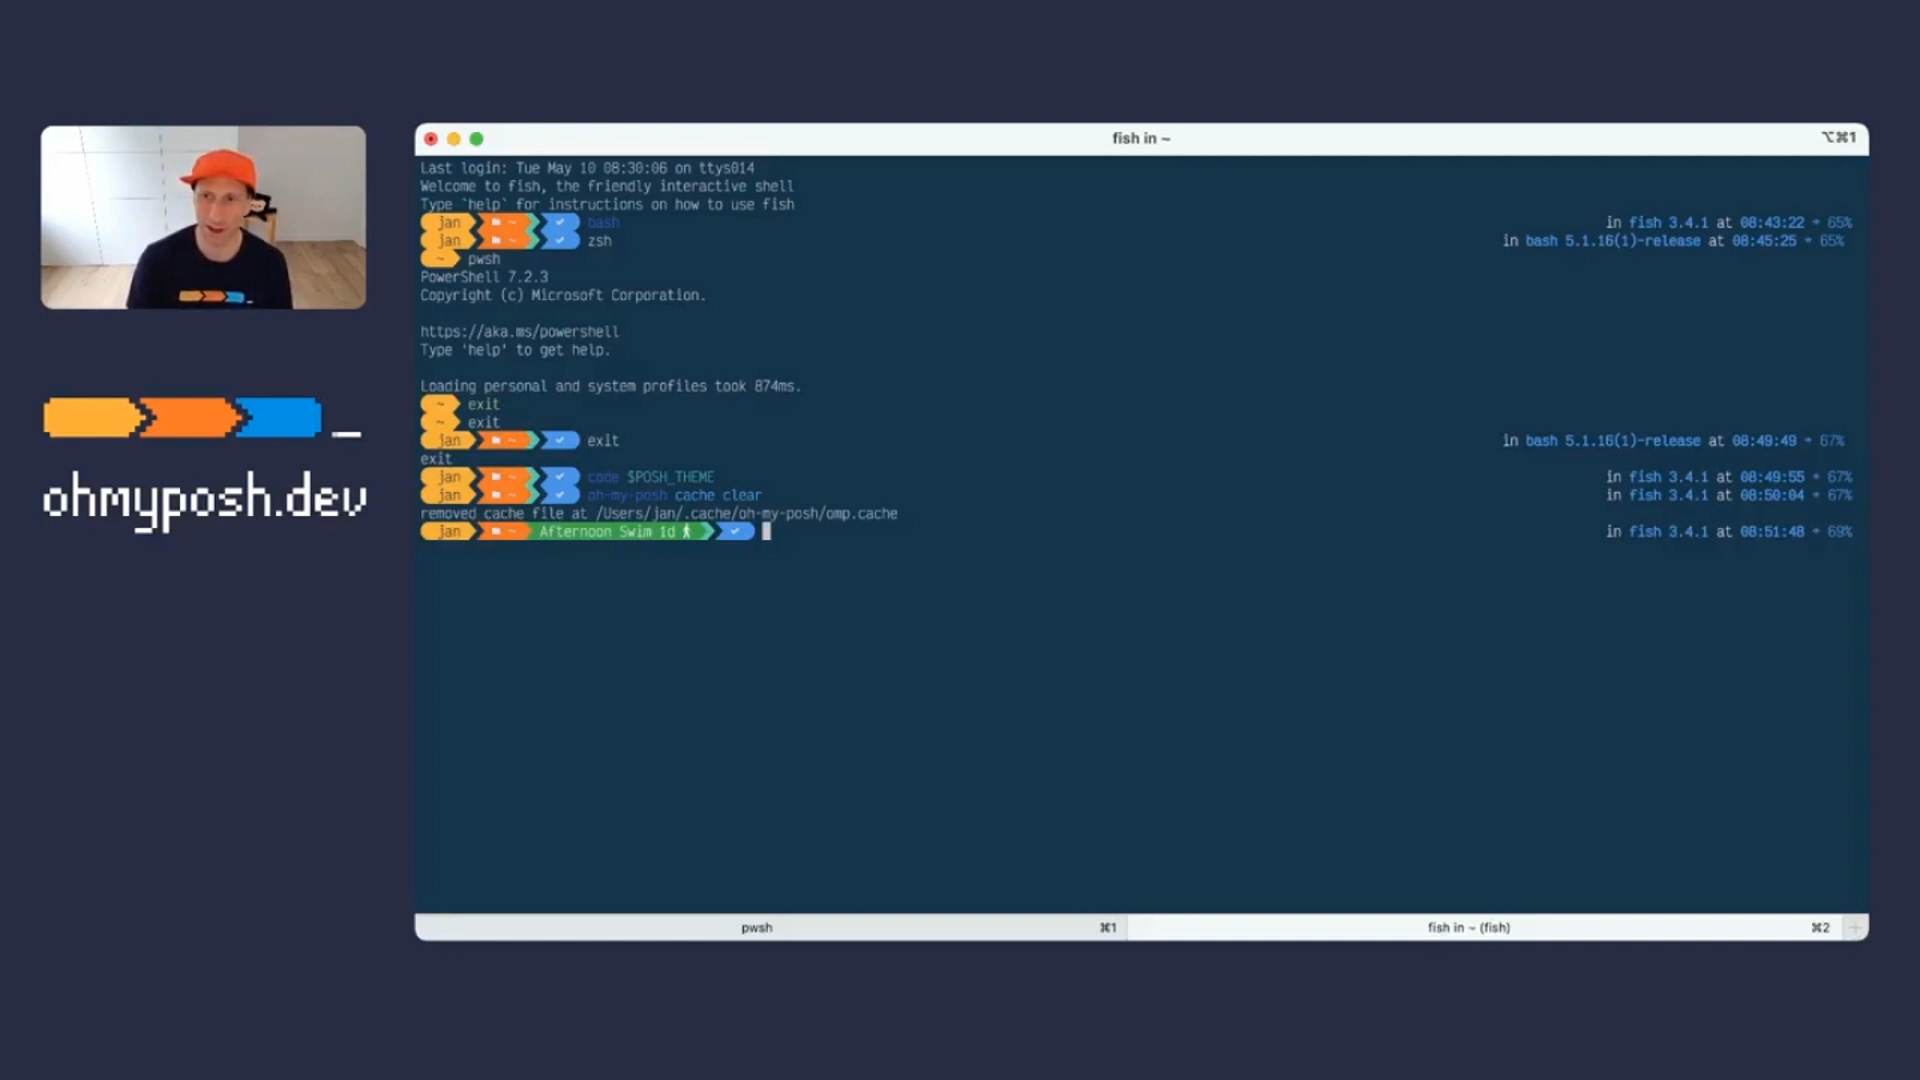 fish in ~
⌥⌘1
Last login: Tue May 10 08:30:06 on ttys014
Welcome to fish, the friendly interactive shell
Type `help` for instructions on how to use fish
jan ~ ✓ bash in fish 3.4.1 at 08:43:22 65%
jan ~ ✓ zsh in bash 5.1.16(1)-release at 08:45:25 65%
~ pwsh
PowerShell 7.2.3
Copyright (c) Microsoft Corporation.
https://aka.ms/powershell
Type 'help' to get help.
Loading personal and system profiles took 874ms.
~ exit
~ exit
jan ~ ✓ exit in bash 5.1.16(1)-release at 08:49:49 67%
exit
jan ~ ✓ code $POSH_THEME in fish 3.4.1 at 08:49:55 67%
jan ~ ✓ oh-my-posh cache clear in fish 3.4.1 at 08:50:04 67%
removed cache file at /Users/jan/.cache/oh-my-posh/omp.cache
jan ~ Afternoon Swim 1d ✓ in fish 3.4.1 at 08:51:48 69%
pwsh ⌘1
fish in ~ (fish) ⌘2
ohmyposh.dev